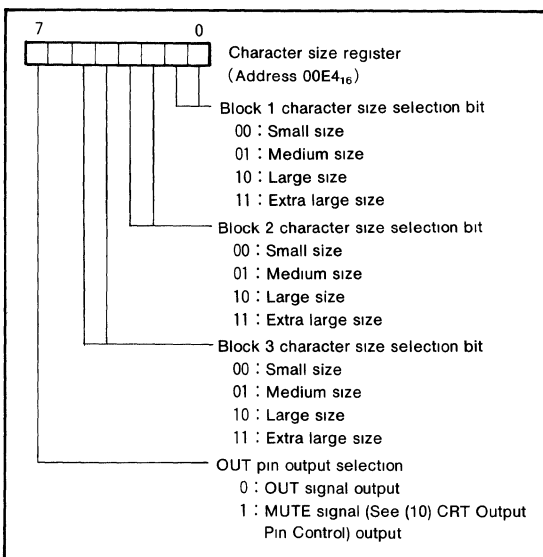 7 0
Character size register
(Address 00E4₁₆)
Block 1 character size selection bit
00 : Small size
01 : Medium size
10 : Large size
11 : Extra large size
Block 2 character size selection bit
00 : Small size
01 : Medium size
10 : Large size
11 : Extra large size
Block 3 character size selection bit
00 : Small size
01 : Medium size
10 : Large size
11 : Extra large size
OUT pin output selection
0 : OUT signal output
1 : MUTE signal (See (10) CRT Output
Pin Control) output